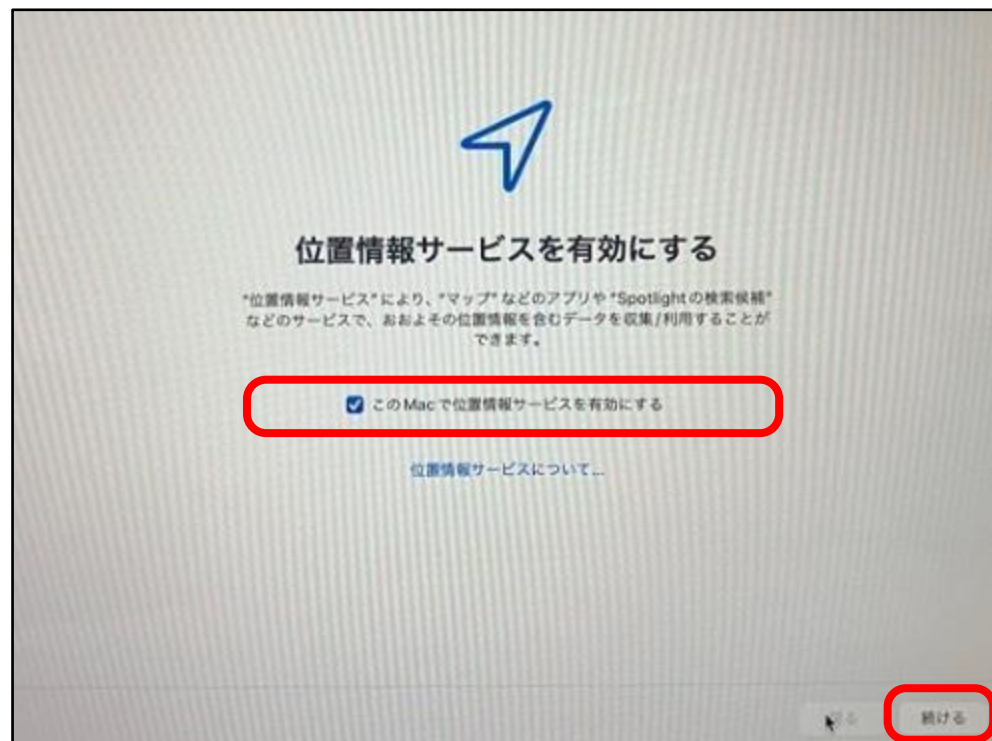 位置情報サービスを有効にする
"位置情報サービス"により、"マップ"などのアプリや"Spotlightの検索候補"
などのサービスで、おおよその位置情報を含むデータを収集/利用することが
できます。
このMacで位置情報サービスを有効にする
位置情報サービスについて...
続ける